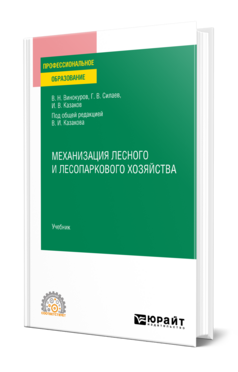 ПРОФЕССИОНАЛЬНОЕ
ОБРАЗОВАНИЕ
В. Н. Винокуров, Г. В. Силаев,
И. В. Казаков
Под общей редакцией
В. И. Казакова
МЕХАНИЗАЦИЯ ЛЕСНОГО
И ЛЕСОПАРКОВОГО ХОЗЯЙСТВА
Учебник
юрайт